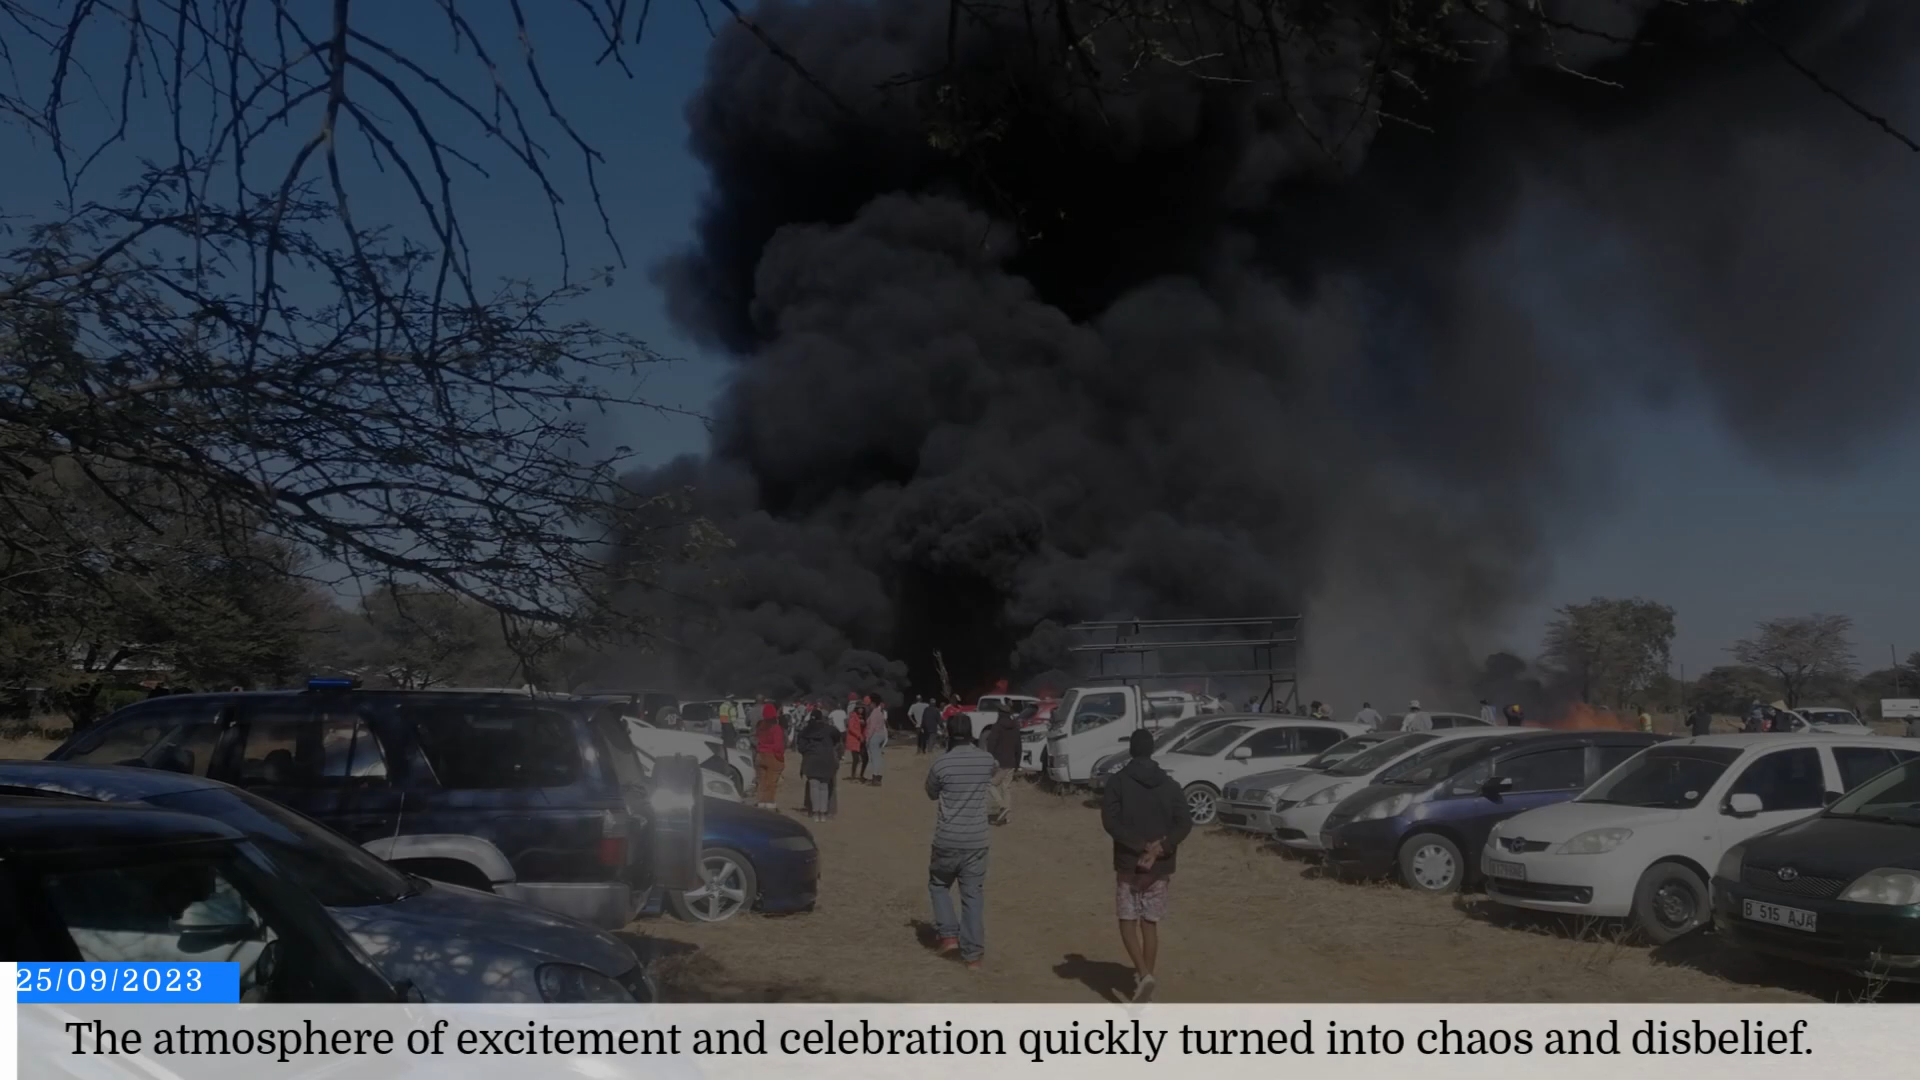 25/09/2023
The atmosphere of excitement and celebration quickly turned into chaos and disbelief.
B 515 AJA